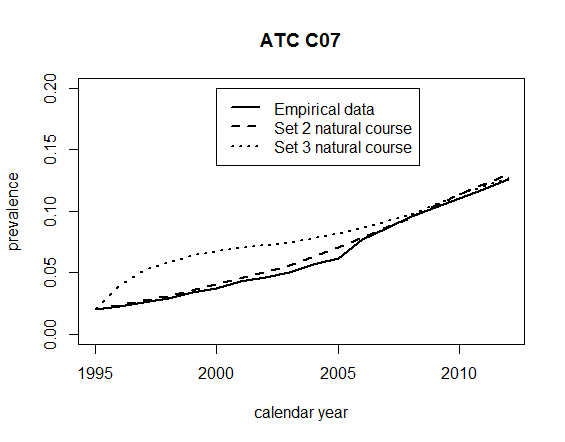 ATC C07
Empirical data
Set 2 natural course
Set 3 natural course
prevalence
0.20
0.15
0.10
0.05
0.00
1995
2000
2005
2010
calendar year